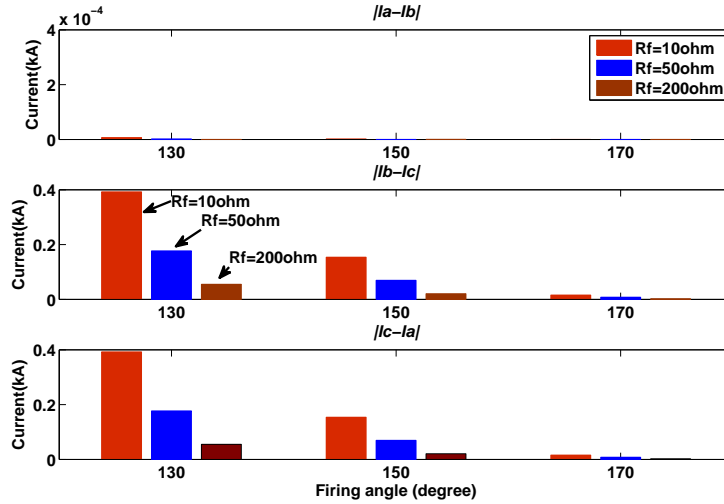 |Ia–Ib|
x 10⁻⁴
4
2
0
Current(kA)
130
150
170
Rf=10ohm
Rf=50ohm
Rf=200ohm
|Ib–Ic|
0.4
0.2
0
Current(kA)
Rf=10ohm
Rf=50ohm
Rf=200ohm
130
150
170
|Ic–Ia|
0.4
0.2
0
Current(kA)
130
150
170
Firing angle (degree)